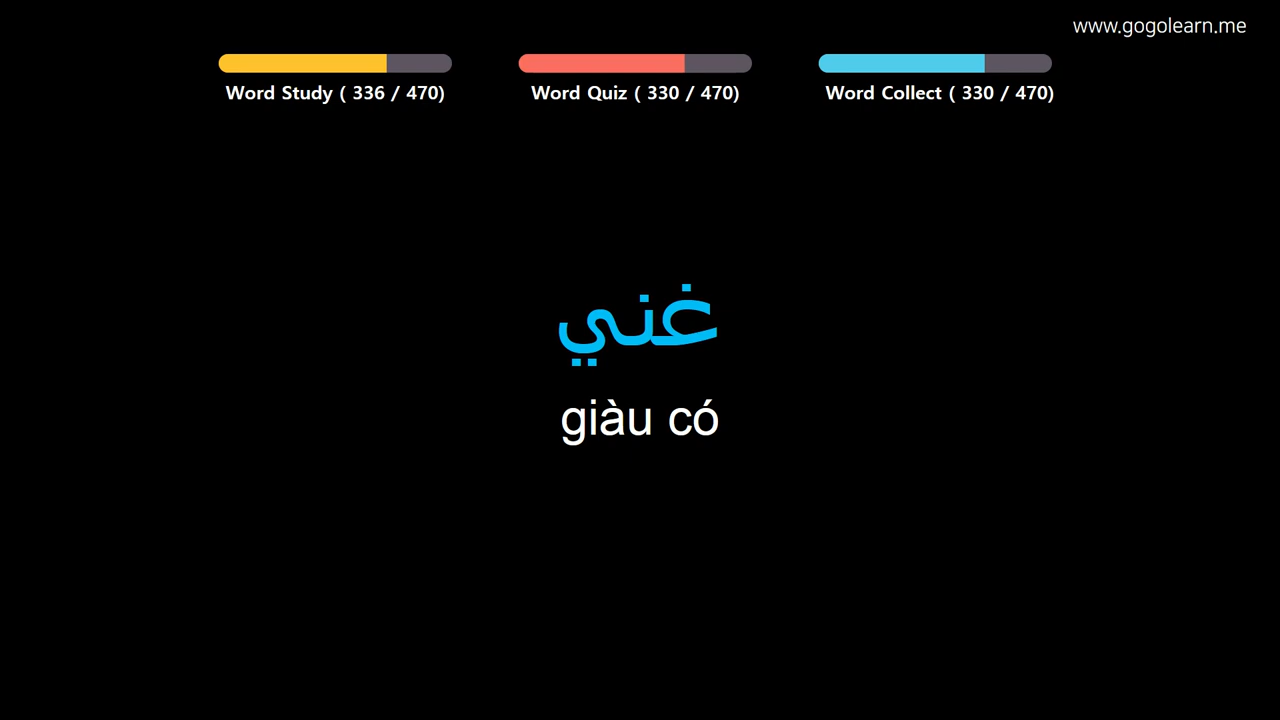 www.gogolearn.me
Word Study ( 336 / 470)
Word Quiz ( 330 / 470)
Word Collect ( 330 / 470)
غني
giàu có